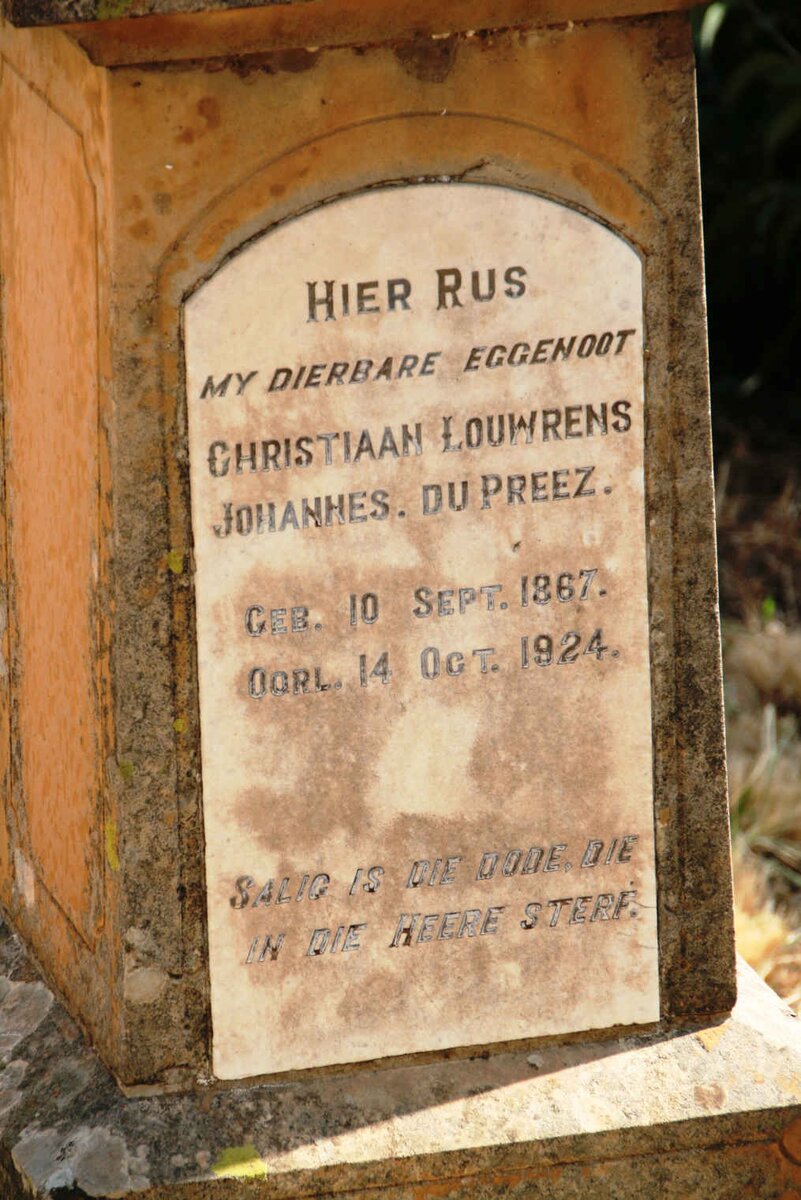 HIER RUS
MY DIERBARE EGGENOOT
CHRISTIAAN LOUWRENS
JOHANNES. DU PREEZ.
GEB. 10 SEPT. 1867.
OORL. 14 OCT. 1924.
SALIG IS DIE DODE, DIE
IN DIE HEERE STERF.